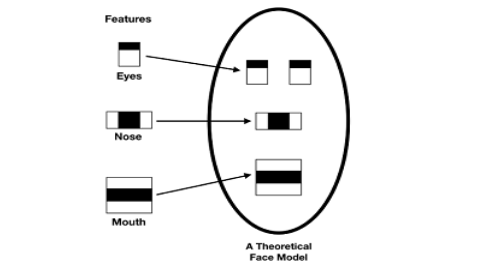 Features
Eyes
Nose
Mouth
A Theoretical
Face Model